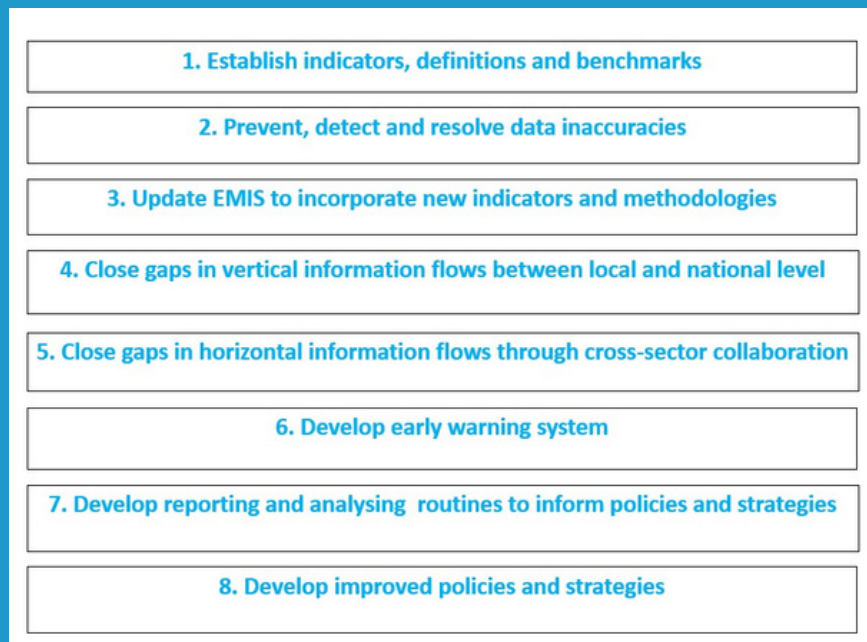 1. Establish indicators, definitions and benchmarks
2. Prevent, detect and resolve data inaccuracies
3. Update EMIS to incorporate new indicators and methodologies
4. Close gaps in vertical information flows between local and national level
5. Close gaps in horizontal information flows through cross-sector collaboration
6. Develop early warning system
7. Develop reporting and analysing routines to inform policies and strategies
8. Develop improved policies and strategies